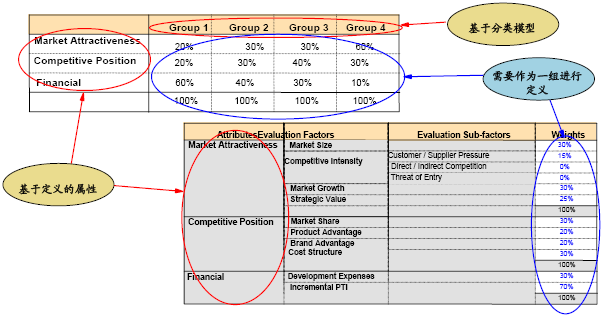 Group 1 Group 2 Group 3 Group 4
基于分类模型
Market Attractiveness 20% 30% 30% 60%
Competitive Position 20% 30% 40% 30%
Financial 60% 40% 30% 10%
100% 100% 100% 100%
需要作为一组进行
定义
AttributesEvaluation Factors Evaluation Sub-factors Weights
Market Attractiveness Market Size 30%
Competitive Intensity Customer / Supplier Pressure 15%
Direct / Indirect Competition 0%
Threat of Entry 0%
Market Growth 30%
Strategic Value 25%
100%
基于定义的属性
Competitive Position Market Share 30%
Product Advantage 20%
Brand Advantage 20%
Cost Structure 30%
100%
Financial Development Expenses 30%
Incremental PTI 70%
100%